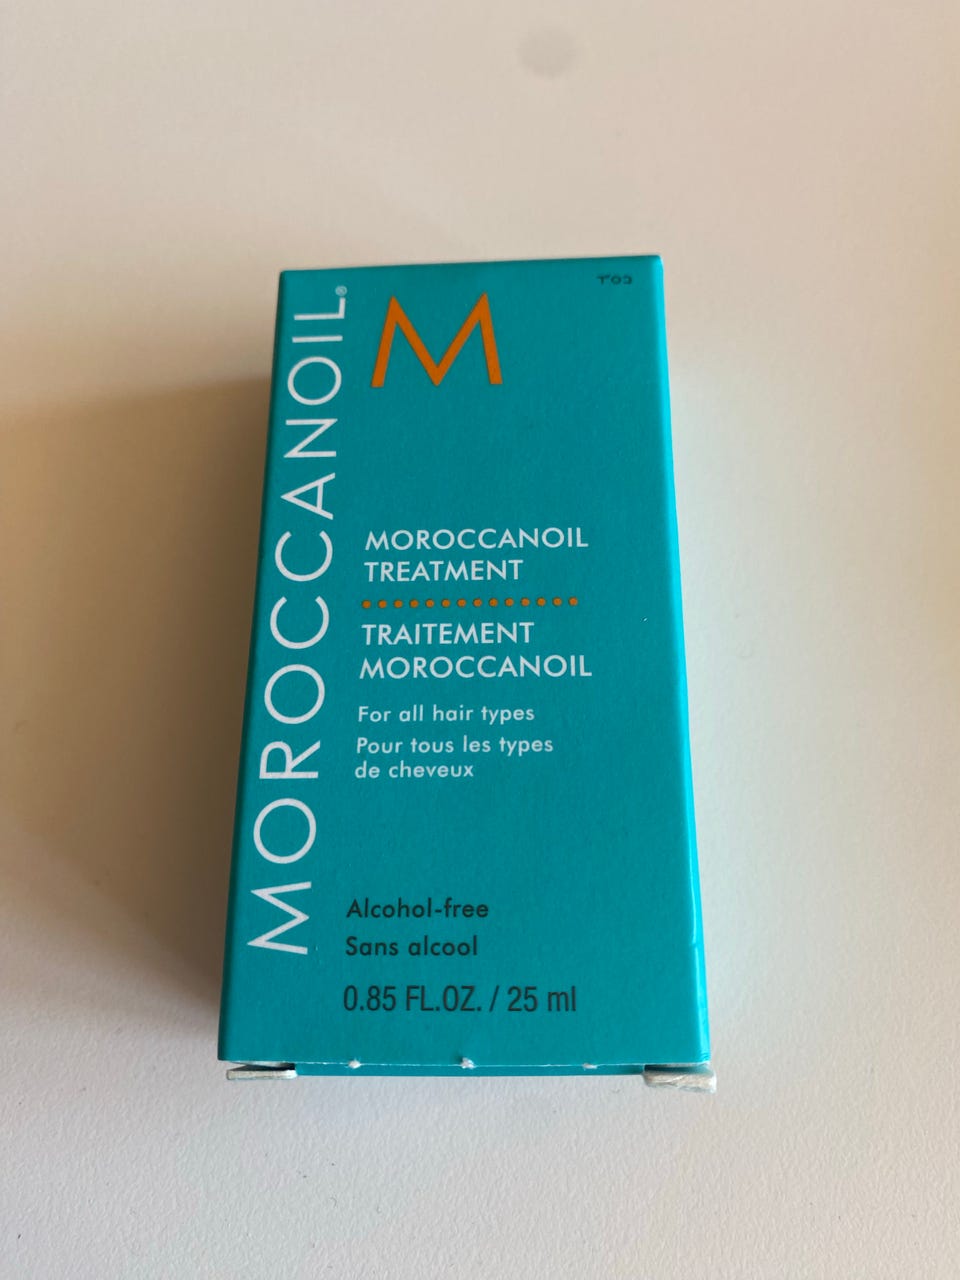 MOROCCANOIL®
M
MOROCCANOIL
TREATMENT
TRAITEMENT
MOROCCANOIL
For all hair types
Pour tous les types
de cheveux
Alcohol-free
Sans alcool
0.85 FL.OZ. / 25 ml